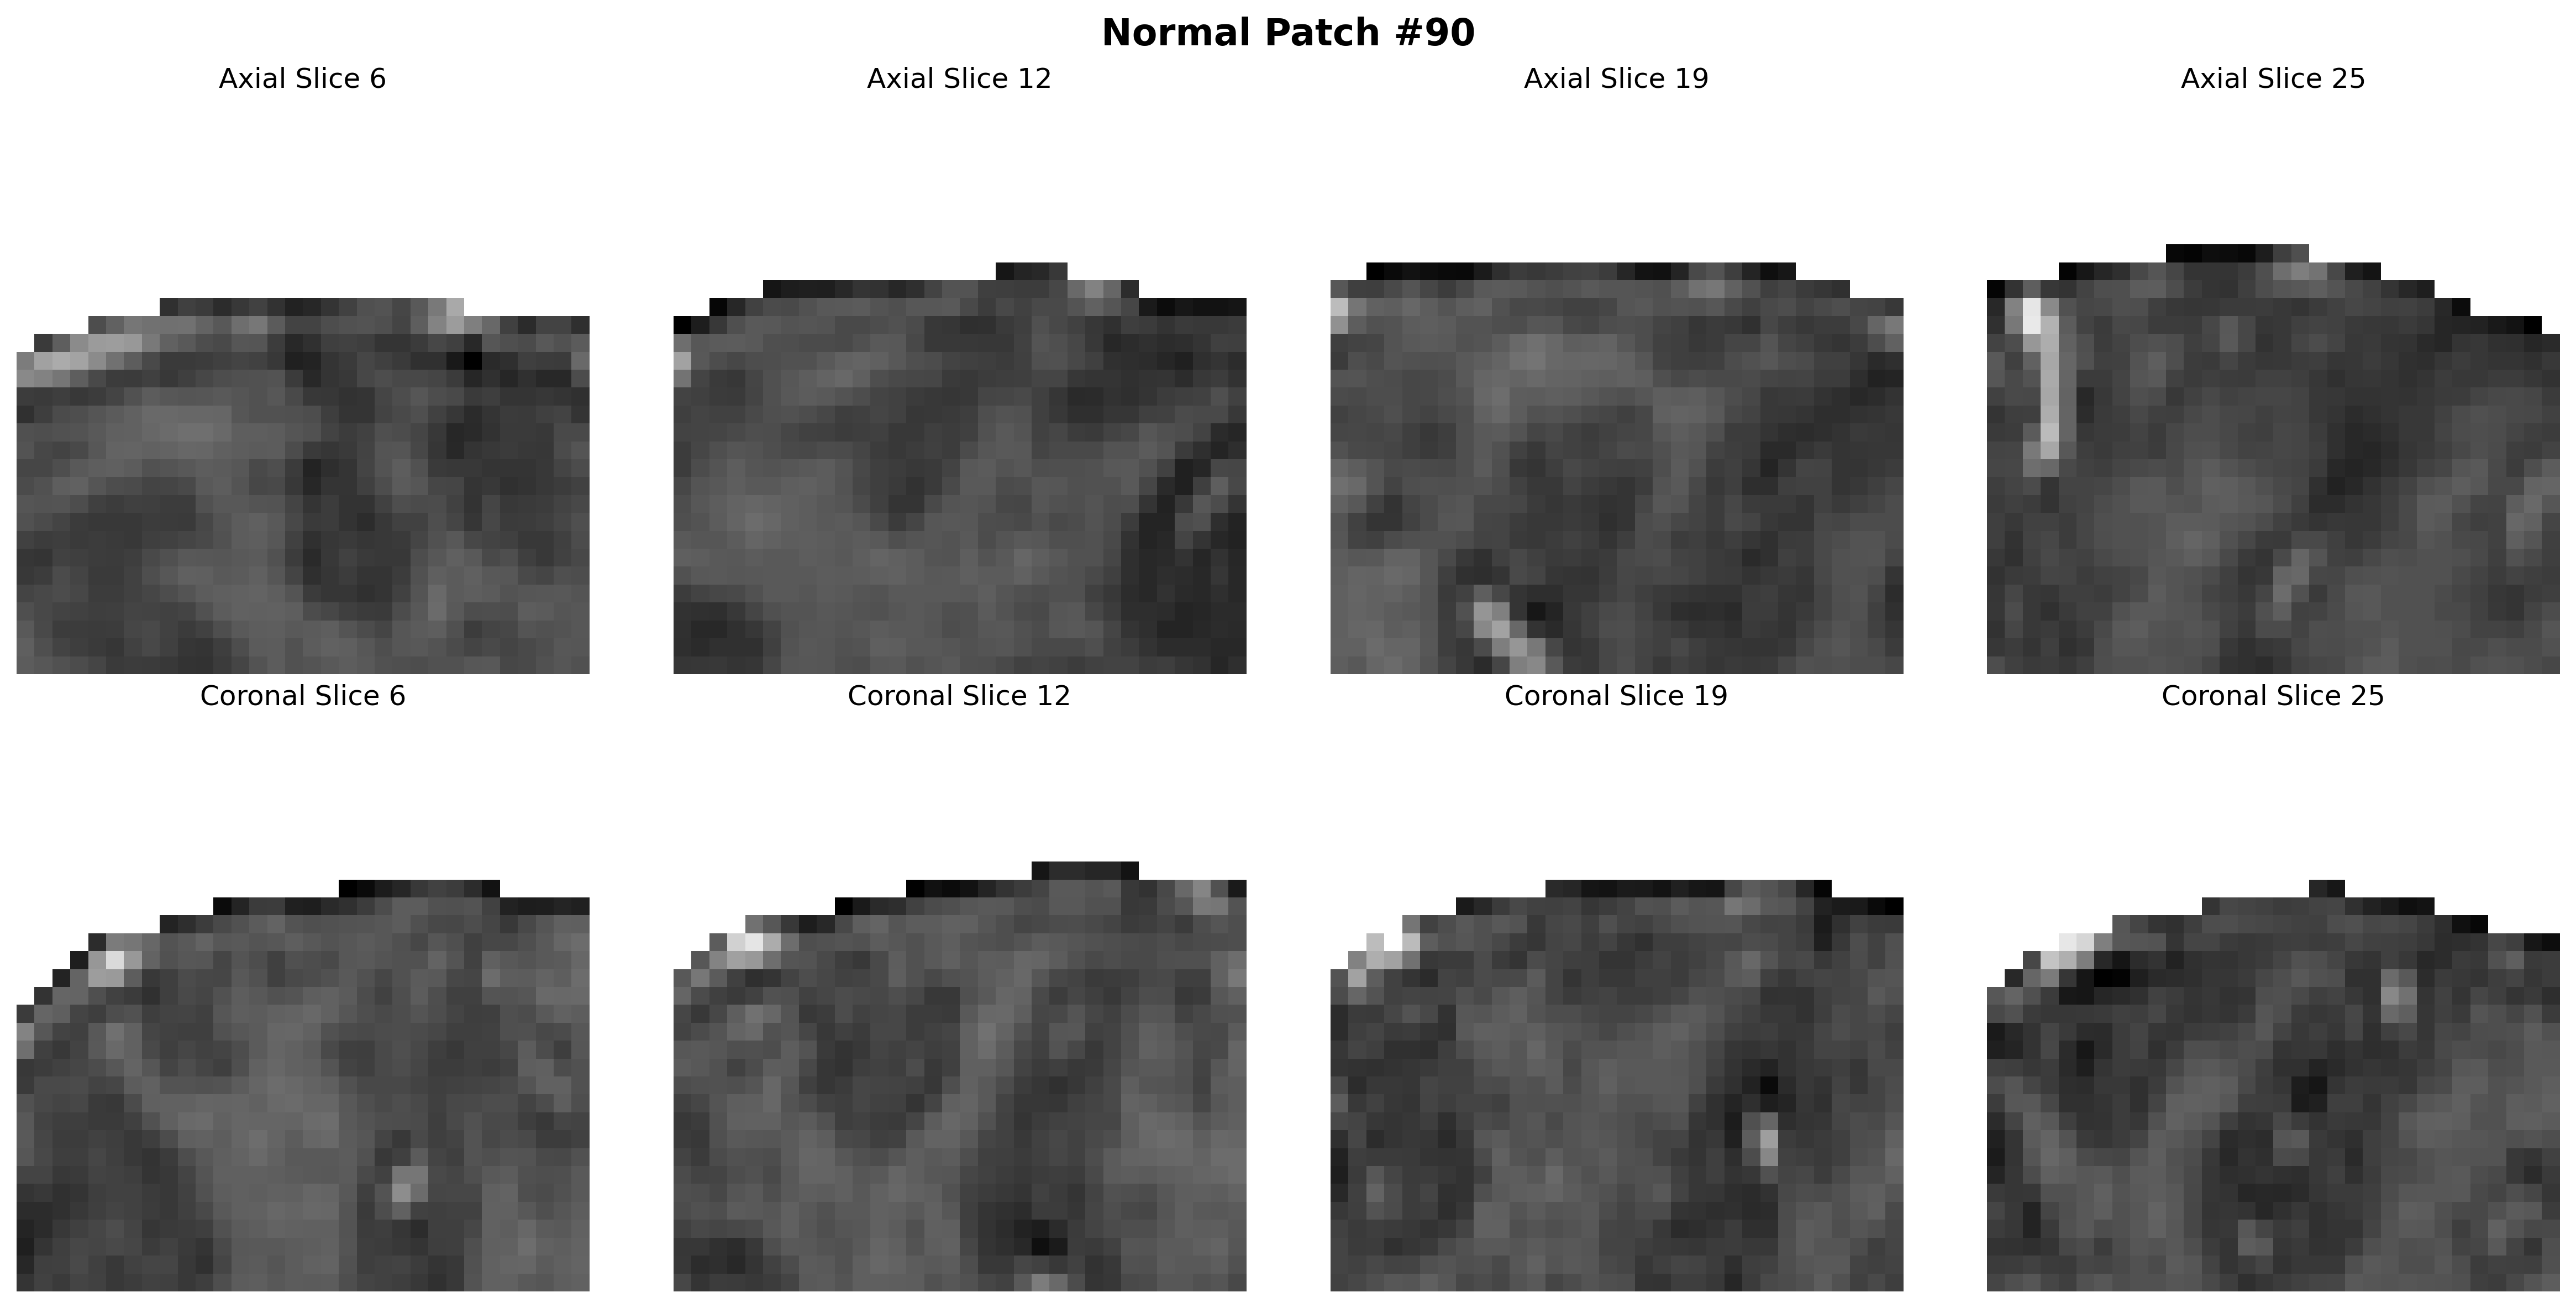 Normal Patch #90
Axial Slice 6
Axial Slice 12
Axial Slice 19
Axial Slice 25
Coronal Slice 6
Coronal Slice 12
Coronal Slice 19
Coronal Slice 25